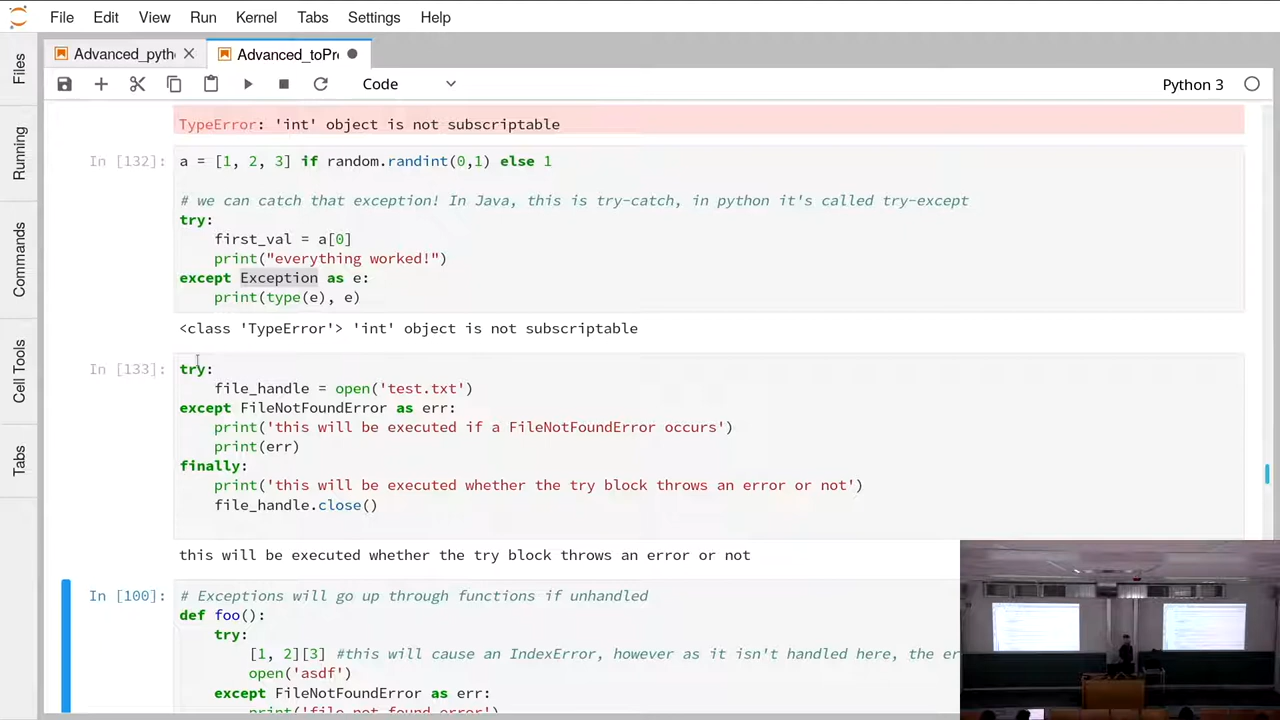 File Edit View Run Kernel Tabs Settings Help
Files
Running
Commands
Cell Tools
Tabs
Advanced_pyth
Advanced_toPr
Code
Python 3
TypeError: 'int' object is not subscriptable
In [132]:
a = [1, 2, 3] if random.randint(0,1) else 1
# we can catch that exception! In Java, this is try-catch, in python it's called try-except
try:
first_val = a[0]
print("everything worked!")
except Exception as e:
print(type(e), e)
<class 'TypeError'> 'int' object is not subscriptable
In [133]:
try:
file_handle = open('test.txt')
except FileNotFoundError as err:
print('this will be executed if a FileNotFoundError occurs')
print(err)
finally:
print('this will be executed whether the try block throws an error or not')
file_handle.close()
this will be executed whether the try block throws an error or not
In [100]:
# Exceptions will go up through functions if unhandled
def foo():
try:
[1, 2][3] #this will cause an IndexError, however as it isn't handled here, the er
open('asdf')
except FileNotFoundError as err:
print('file not found error')